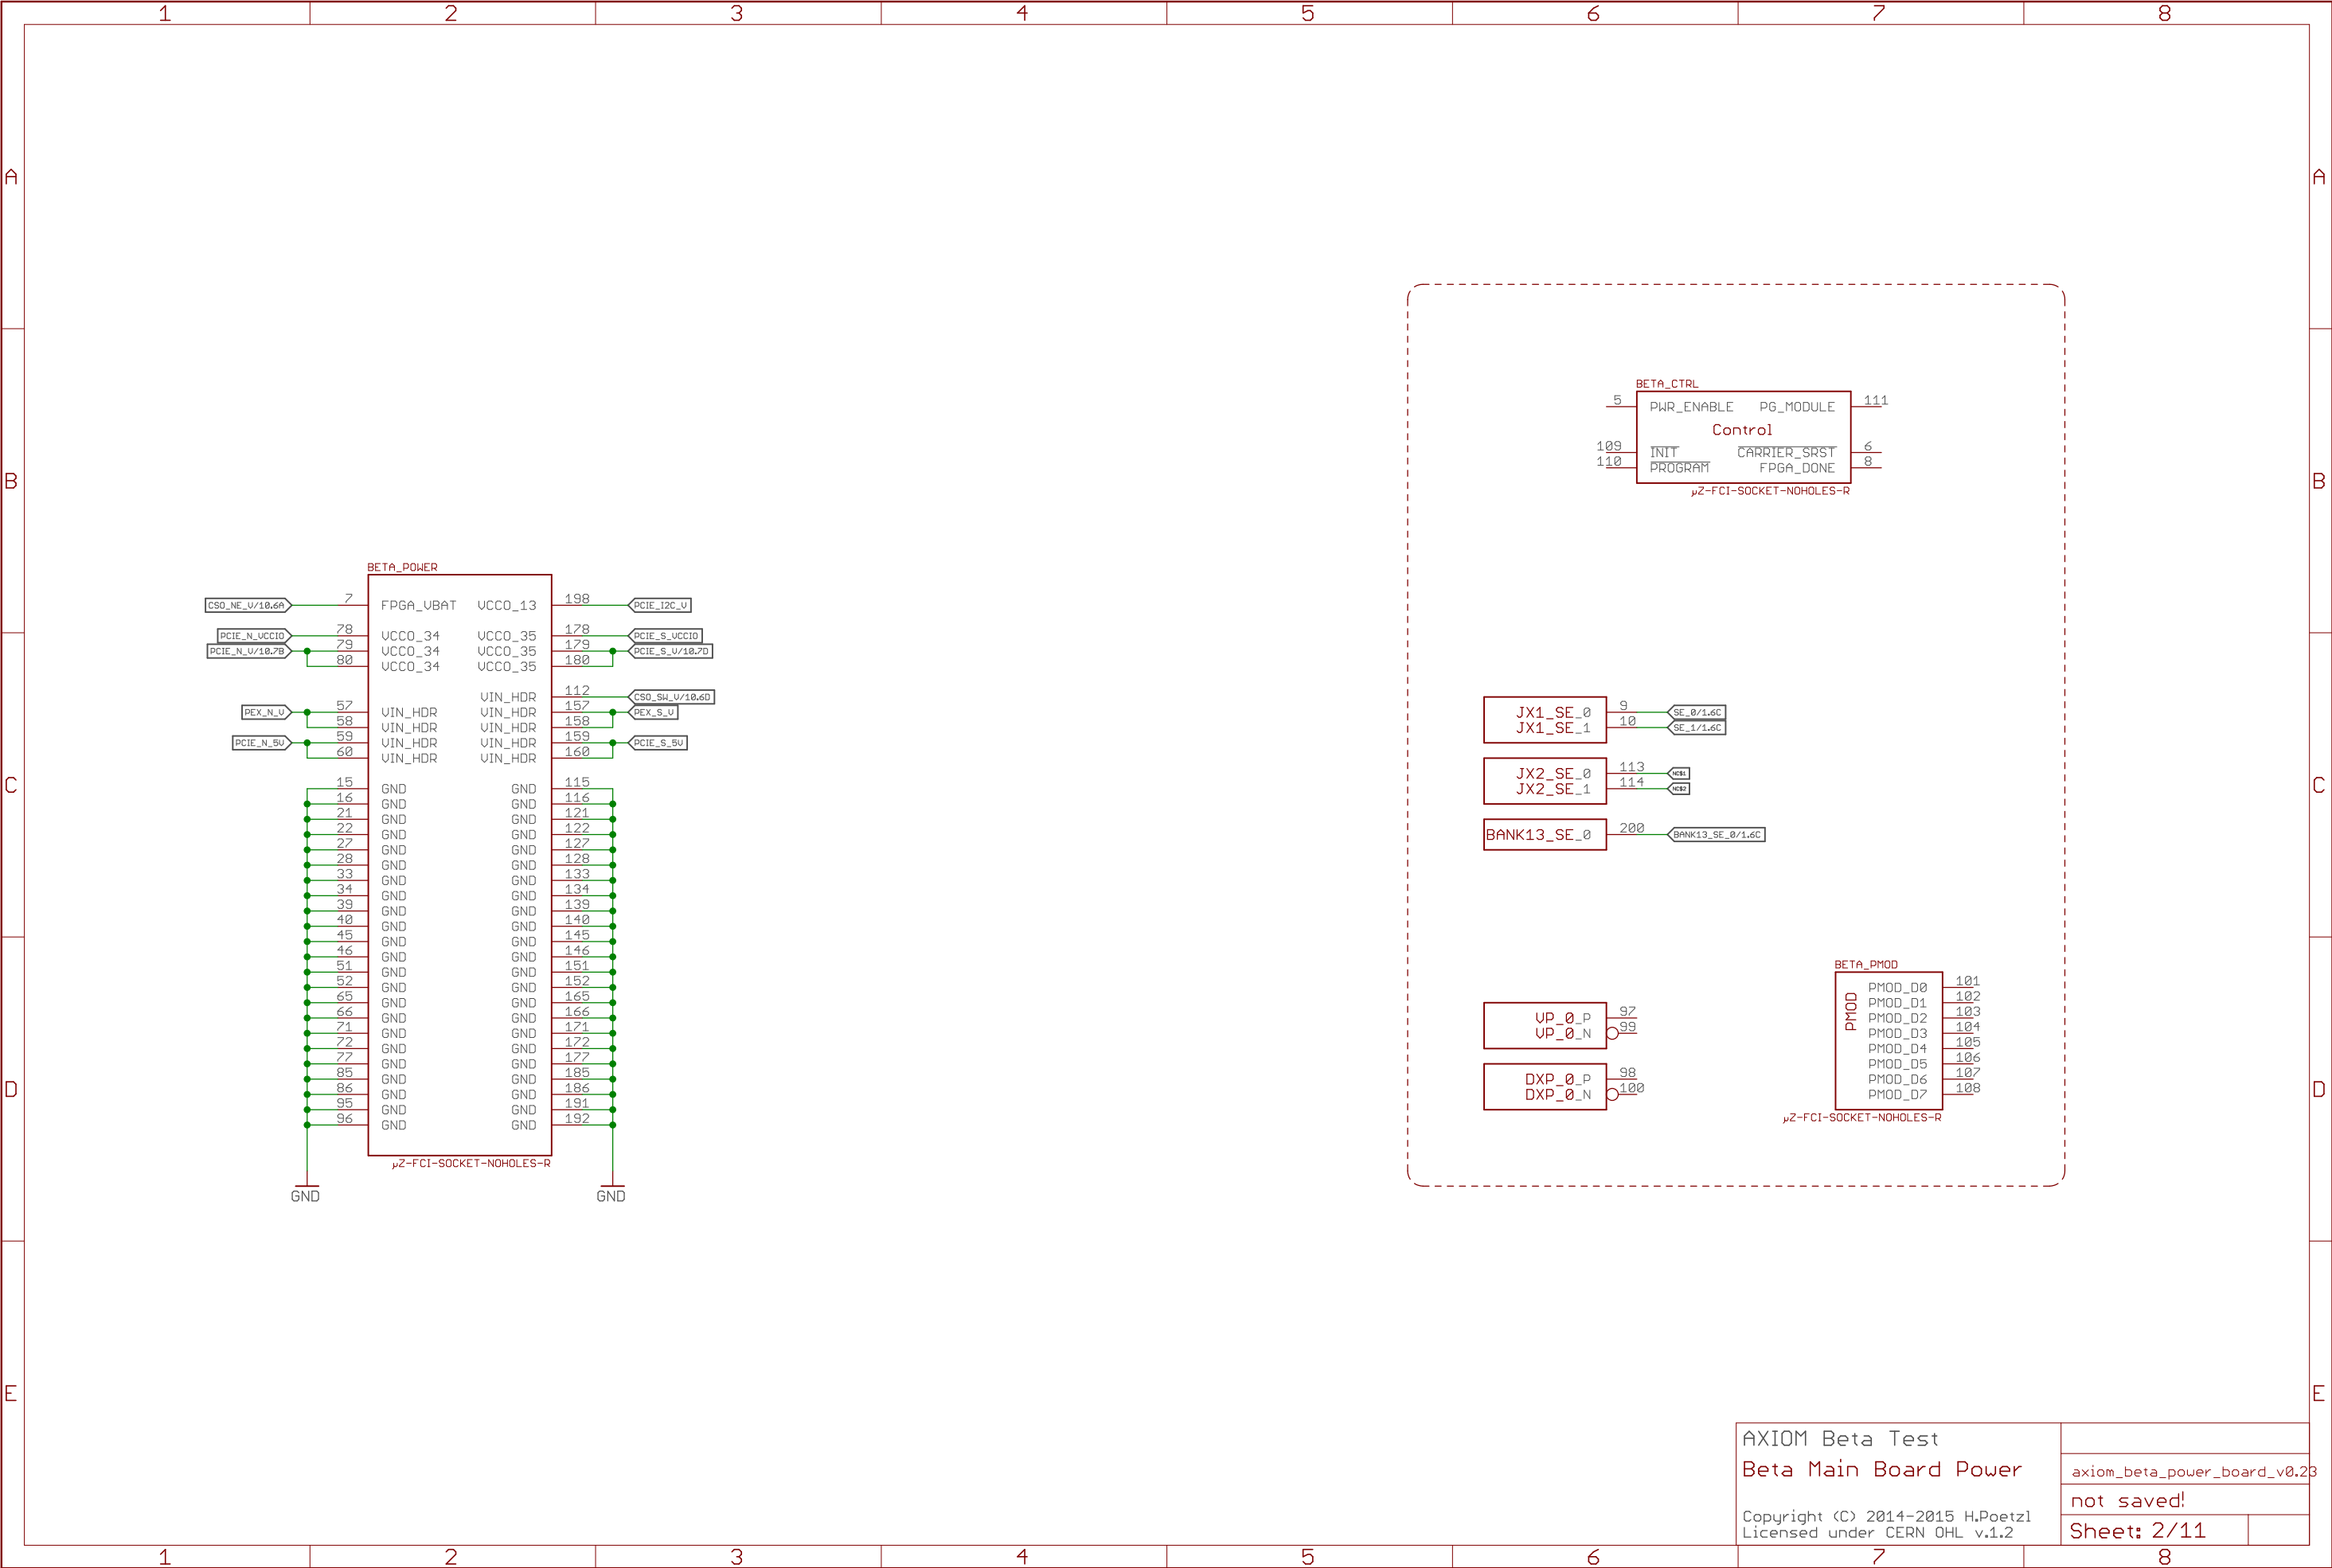 1 2 3 4 5 6 7 8
A A
B B
C C
D D
E E
BETA_POWER
CSO_NE_V/10.6A 7 FPGA_VBAT VCCO_13 198 PCIE_I2C_V
PCIE_N_VCCIO 78 VCCO_34 VCCO_35 178 PCIE_S_VCCIO
PCIE_N_V/10.7B 79 VCCO_34 VCCO_35 179 PCIE_S_V/10.7D
80 VCCO_34 VCCO_35 180
VIN_HDR 112 CSO_SW_V/10.6D
PEX_N_V 57 VIN_HDR VIN_HDR 157 PEX_S_V
58 VIN_HDR VIN_HDR 158
PCIE_N_5V 59 VIN_HDR VIN_HDR 159 PCIE_S_5V
60 VIN_HDR VIN_HDR 160
15 GND GND 115
16 GND GND 116
21 GND GND 121
22 GND GND 122
27 GND GND 127
28 GND GND 128
33 GND GND 133
34 GND GND 134
39 GND GND 139
40 GND GND 140
45 GND GND 145
46 GND GND 146
51 GND GND 151
52 GND GND 152
65 GND GND 165
66 GND GND 166
71 GND GND 171
72 GND GND 172
77 GND GND 177
85 GND GND 185
86 GND GND 186
95 GND GND 191
96 GND GND 192
µZ-FCI-SOCKET-NOHOLES-R
GND GND
BETA_CTRL
5 PWR_ENABLE PG_MODULE 111
Control
109 INIT CARRIER_SRST 6
110 PROGRAM FPGA_DONE 8
µZ-FCI-SOCKET-NOHOLES-R
JX1_SE_0 9 SE_0/1.6C
JX1_SE_1 10 SE_1/1.6C
JX2_SE_0 113 NC$1
JX2_SE_1 114 NC$2
BANK13_SE_0 200 BANK13_SE_0/1.6C
VP_0_P 97
VP_0_N 99
DXP_0_P 98
DXP_0_N 100
BETA_PMOD
PMOD
PMOD_D0 101
PMOD_D1 102
PMOD_D2 103
PMOD_D3 104
PMOD_D4 105
PMOD_D5 106
PMOD_D6 107
PMOD_D7 108
µZ-FCI-SOCKET-NOHOLES-R
AXIOM Beta Test
Beta Main Board Power
Copyright (C) 2014-2015 H.Poetzl
Licensed under CERN OHL v.1.2
axiom_beta_power_board_v0.23
not saved!
Sheet: 2/11
1 2 3 4 5 6 7 8